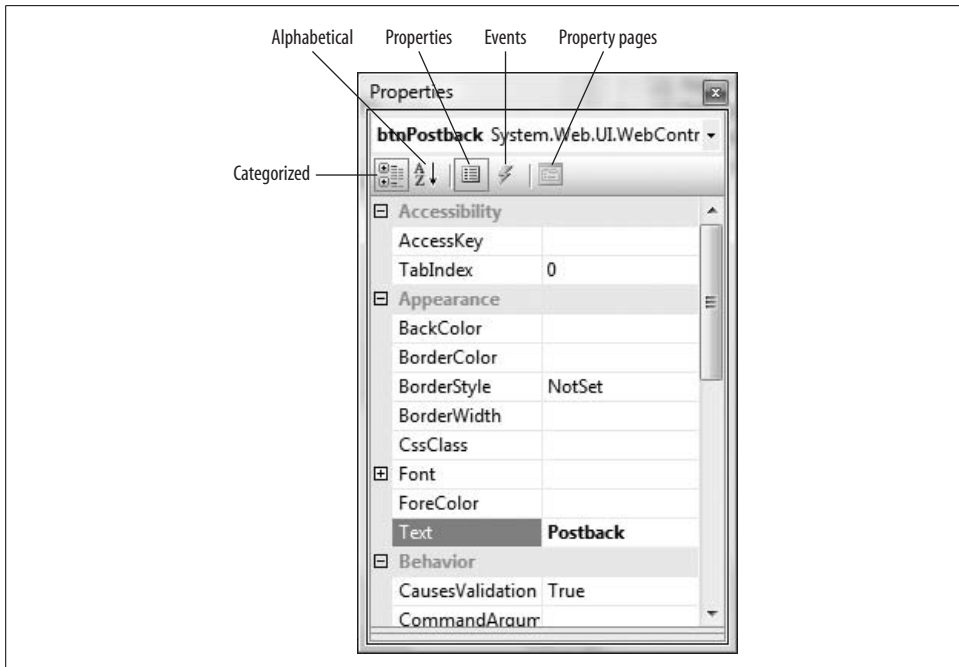 Alphabetical Properties Events Property pages
Properties
btnPostback System.Web.UI.WebContr
Categorized
A
Z
Accessibility
AccessKey
TabIndex 0
Appearance
BackColor
BorderColor
BorderStyle NotSet
BorderWidth
CssClass
Font
ForeColor
Text Postback
Behavior
CausesValidation True
CommandArgum